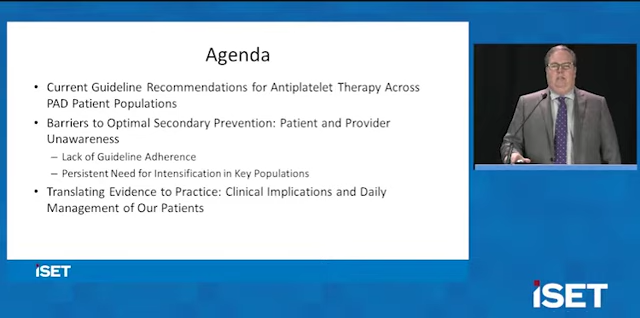 Agenda
• Current Guideline Recommendations for Antiplatelet Therapy Across
PAD Patient Populations
• Barriers to Optimal Secondary Prevention: Patient and Provider
Unawareness
– Lack of Guideline Adherence
– Persistent Need for Intensification in Key Populations
• Translating Evidence to Practice: Clinical Implications and Daily
Management of Our Patients
iSET
iSET